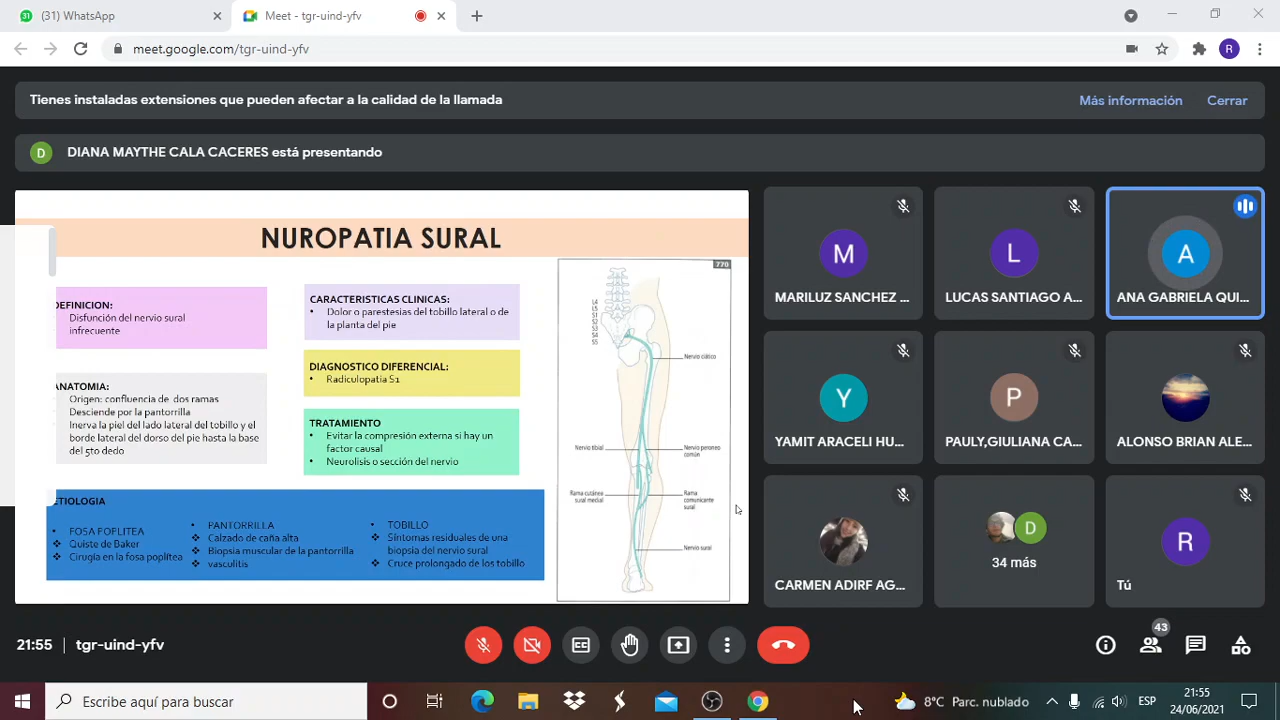 (31) WhatsApp
Meet - tgr-uind-yfv
meet.google.com/tgr-uind-yfv
R
Tienes instaladas extensiones que pueden afectar a la calidad de la llamada
Más información
Cerrar
D
DIANA MAYTHE CALA CACERES está presentando
NUROPATIA SURAL
DEFINICION:
Distinción del nervio sural
infrecuente
ANATOMIA:
Origen: confluencia de dos ramas
Desciende por la pantorrilla
Inerva la piel del lado lateral del tobillo y el
borde lateral del dorso del pie hasta la base
del 5to dedo
CARACTERISTICAS CLINICAS:
• Dolor o parestesias del tobillo lateral o de
la planta del pie
DIAGNOSTICO DIFERENCIAL:
• Radiculopatia S1
TRATAMIENTO
• Evitar la compresión externa si hay un
factor causal
• Neurolisis o sección del nervio
ETIOLOGIA
• FOSA POPLITEA
❖ Quiste de Baker
❖ Cirugía en la fosa poplítea
• PANTORRILLA
❖ Calzado de caña alta
❖ Biopsia muscular de la pantorrilla
❖ vasculitis
• TOBILLO
❖ Síntomas residuales de una
biopsia del nervio sural
❖ Cruce prolongado de los tobillo
770
L4
L5
S1
S2
S3
S4
S5
Nervio ciático
Nervio tibial
Nervio peroneo
común
Rama cutánea
sural medial
Rama
comunicante
sural
Nervio sural
M
MARILUZ SANCHEZ ...
L
LUCAS SANTIAGO A...
A
ANA GABRIELA QUI...
Y
YAMIT ARACELI HU...
P
PAULY,GIULIANA CA...
ALONSO BRIAN ALE...
CARMEN ADIRF AG...
D
34 más
R
Tú
21:55
tgr-uind-yfv
43
Escribe aquí para buscar
8°C Parc. nublado
ESP
21:55
24/06/2021